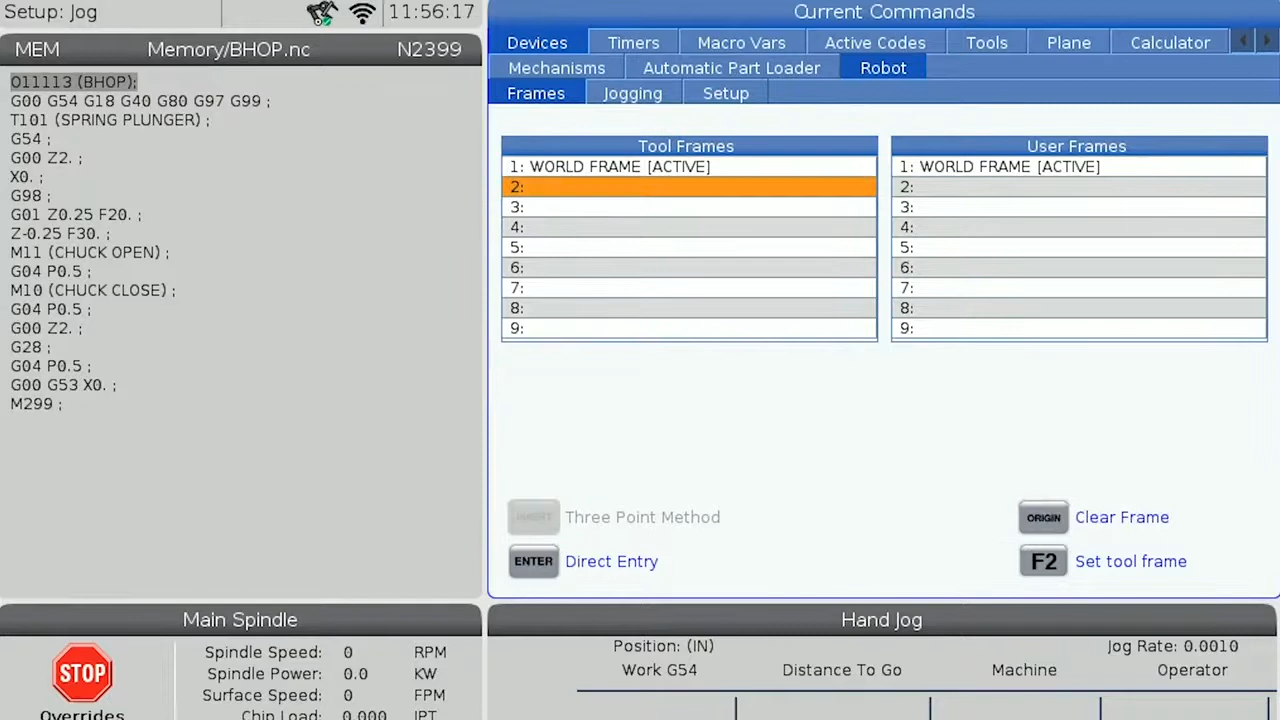 Setup: Jog
11:56:17
MEM Memory/BHOP.nc N2399
O11113 (BHOP);
G00 G54 G18 G40 G80 G97 G99 ;
T101 (SPRING PLUNGER) ;
G54 ;
G00 Z2. ;
X0. ;
G98 ;
G01 Z0.25 F20. ;
Z-0.25 F30. ;
M11 (CHUCK OPEN) ;
G04 P0.5 ;
M10 (CHUCK CLOSE) ;
G04 P0.5 ;
G00 Z2. ;
G28 ;
G04 P0.5 ;
G00 G53 X0. ;
M299 ;
Current Commands
Devices Timers Macro Vars Active Codes Tools Plane Calculator
Mechanisms Automatic Part Loader Robot
Frames Jogging Setup
Tool Frames
1: WORLD FRAME [ACTIVE]
2:
3:
4:
5:
6:
7:
8:
9:
User Frames
1: WORLD FRAME [ACTIVE]
2:
3:
4:
5:
6:
7:
8:
9:
INSERT Three Point Method
ORIGIN Clear Frame
ENTER Direct Entry
F2 Set tool frame
Main Spindle
STOP
Overrides
Spindle Speed: 0 RPM
Spindle Power: 0.0 KW
Surface Speed: 0 FPM
Chip Load: 0.000 IPT
Hand Jog
Position: (IN) Jog Rate: 0.0010
Work G54 Distance To Go Machine Operator